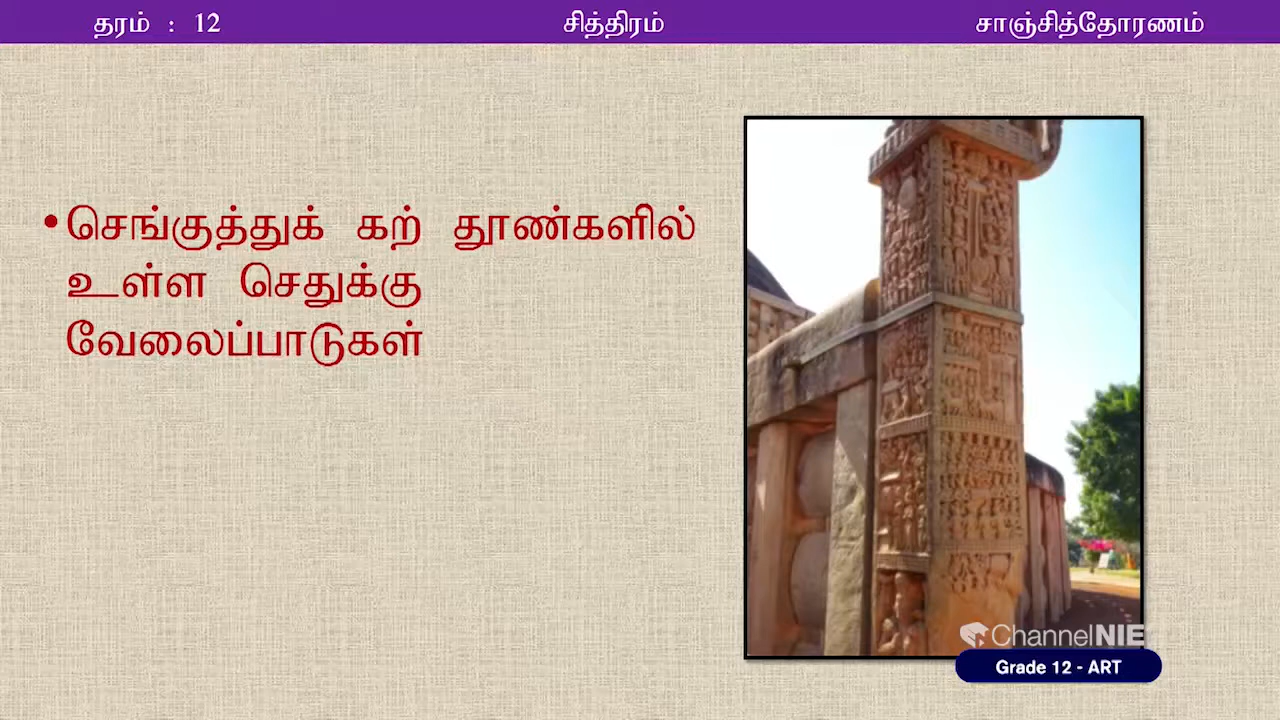 தரம் : 12 சித்திரம் சாஞ்சித்தோரணம்
•செங்குத்துக் கற் தூண்களில்
உள்ள செதுக்கு
வேலைப்பாடுகள்
ChannelNIE
Grade 12 - ART